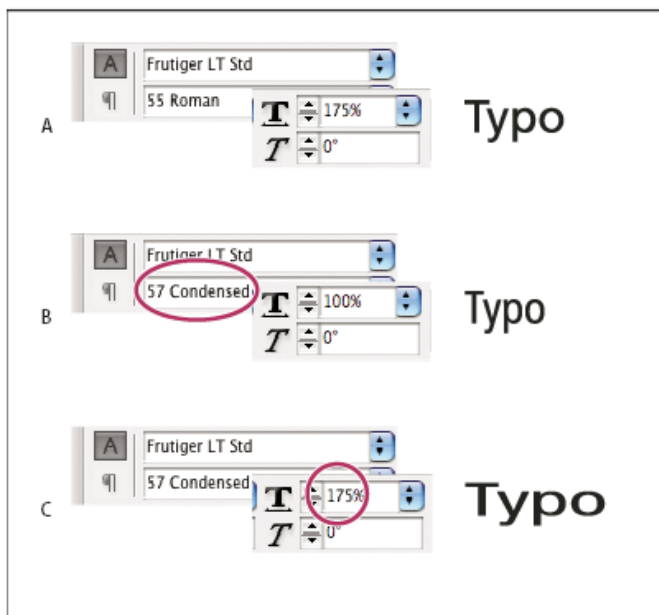 A
Frutiger LT Std
¶
55 Roman
T
175%
T
0°
A
Typo
A
Frutiger LT Std
¶
57 Condensed
T
100%
T
0°
B
Typo
A
Frutiger LT Std
¶
57 Condensed
T
175%
T
0°
C
Typo